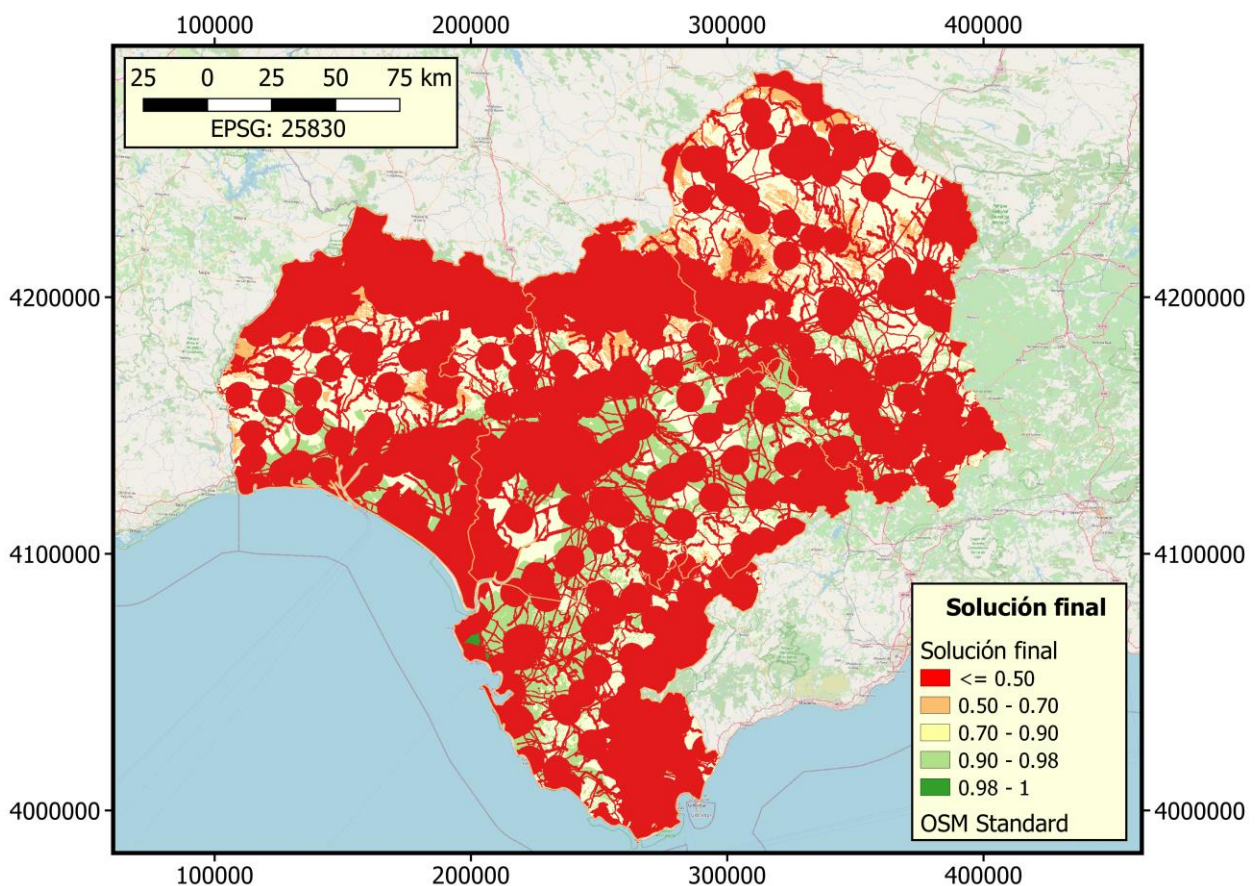 100000 200000 300000 400000
25 0 25 50 75 km
EPSG: 25830
4200000 4200000
4100000 4100000
4000000 4000000
Solución final
Solución final
<= 0.50
0.50 - 0.70
0.70 - 0.90
0.90 - 0.98
0.98 - 1
OSM Standard
100000 200000 300000 400000